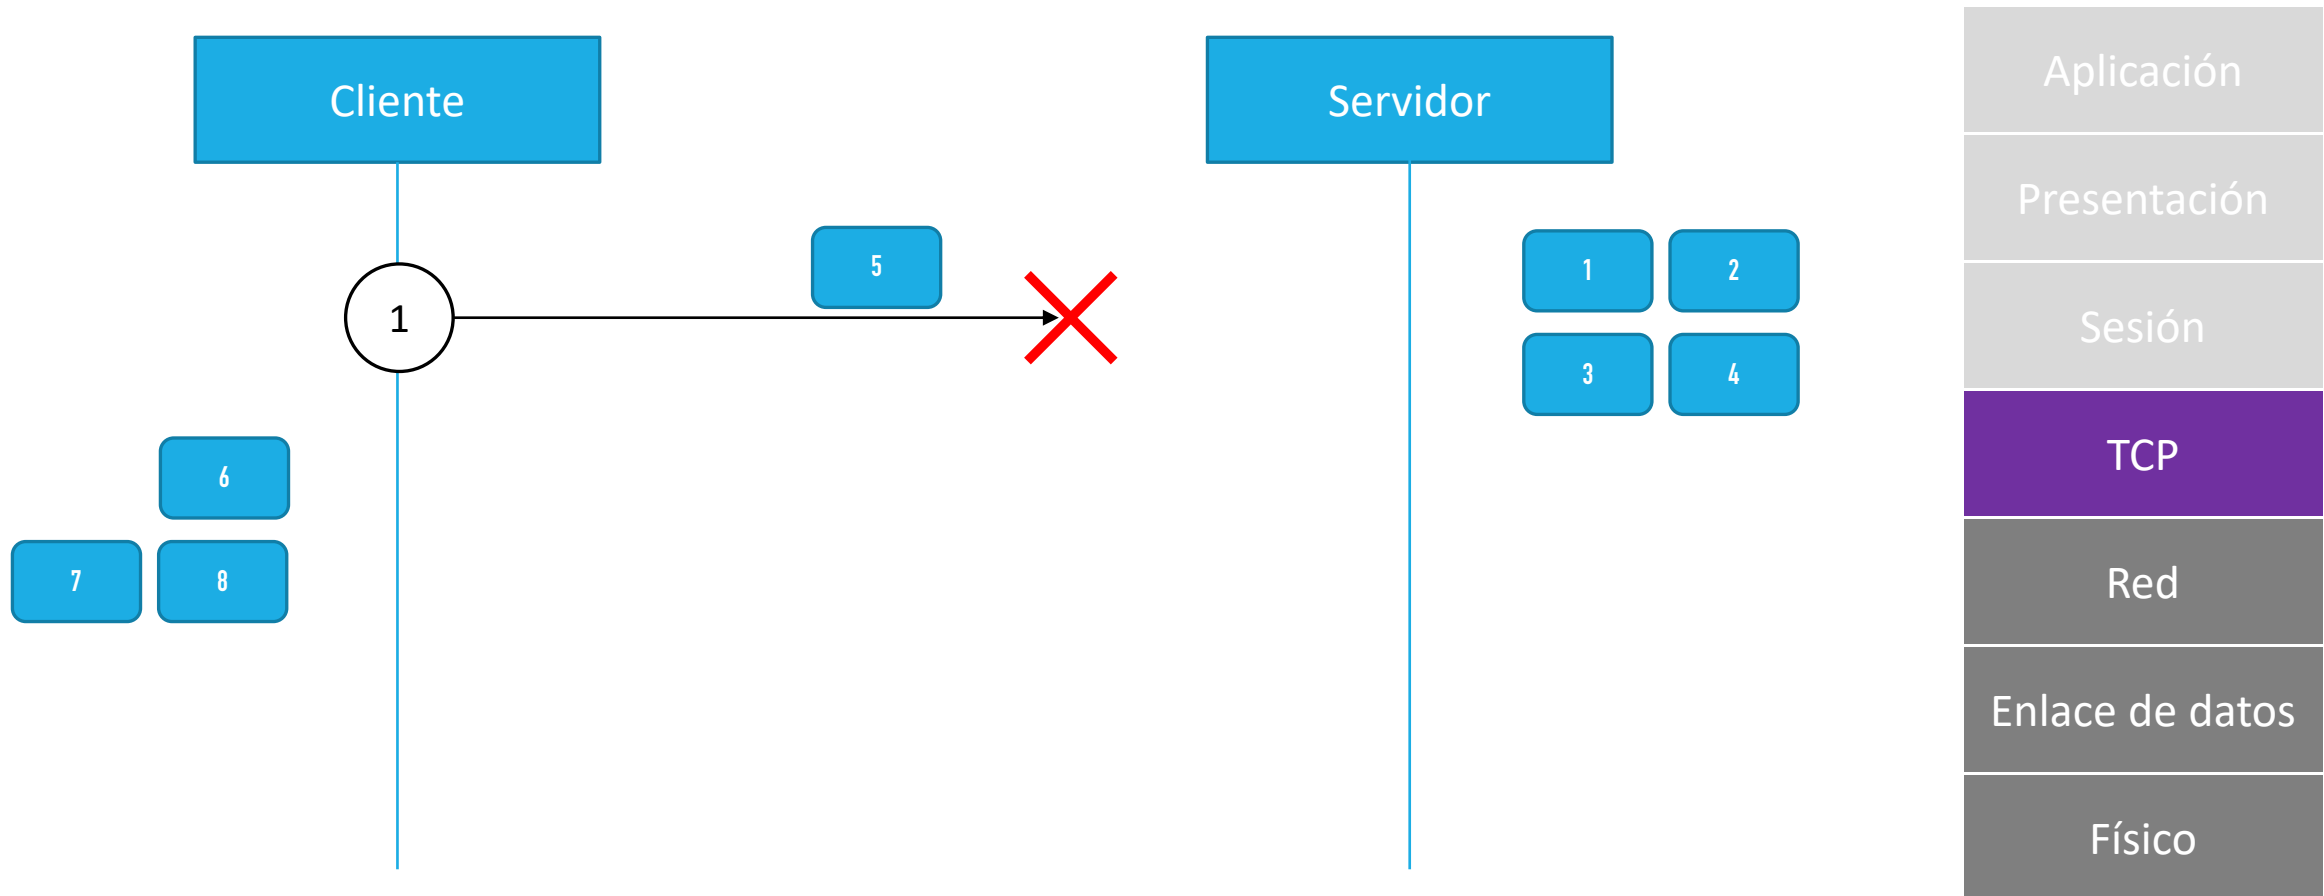 Cliente
Servidor
5
1
1
2
3
4
6
7
8
Aplicación
Presentación
Sesión
TCP
Red
Enlace de datos
Físico